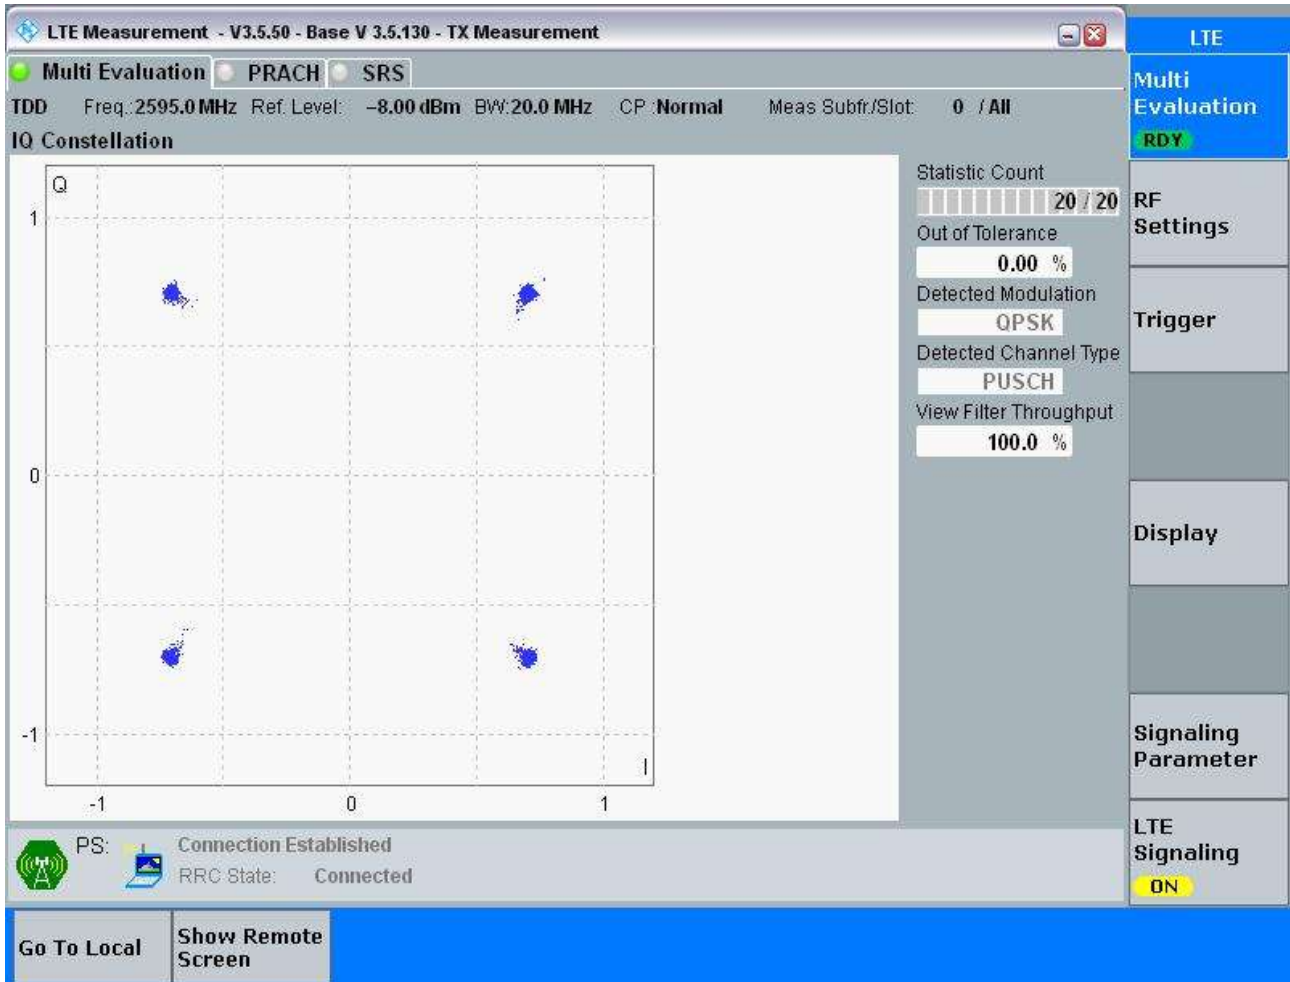 LTE Measurement - V3.5.50 - Base V 3.5.130 - TX Measurement
LTE
Multi Evaluation PRACH SRS
Multi
Evaluation
RDY
TDD Freq.:2595.0 MHz Ref. Level: -8.00 dBm BW:20.0 MHz CP :Normal Meas Subfr./Slot: 0 / All
IQ Constellation
Q
1
0
-1
I
-1 0 1
Statistic Count
20 / 20
Out of Tolerance
0.00 %
Detected Modulation
QPSK
Detected Channel Type
PUSCH
View Filter Throughput
100.0 %
RF
Settings
Trigger
Display
Signaling
Parameter
LTE
Signaling
ON
PS: Connection Established
RRC State: Connected
Go To Local
Show Remote
Screen